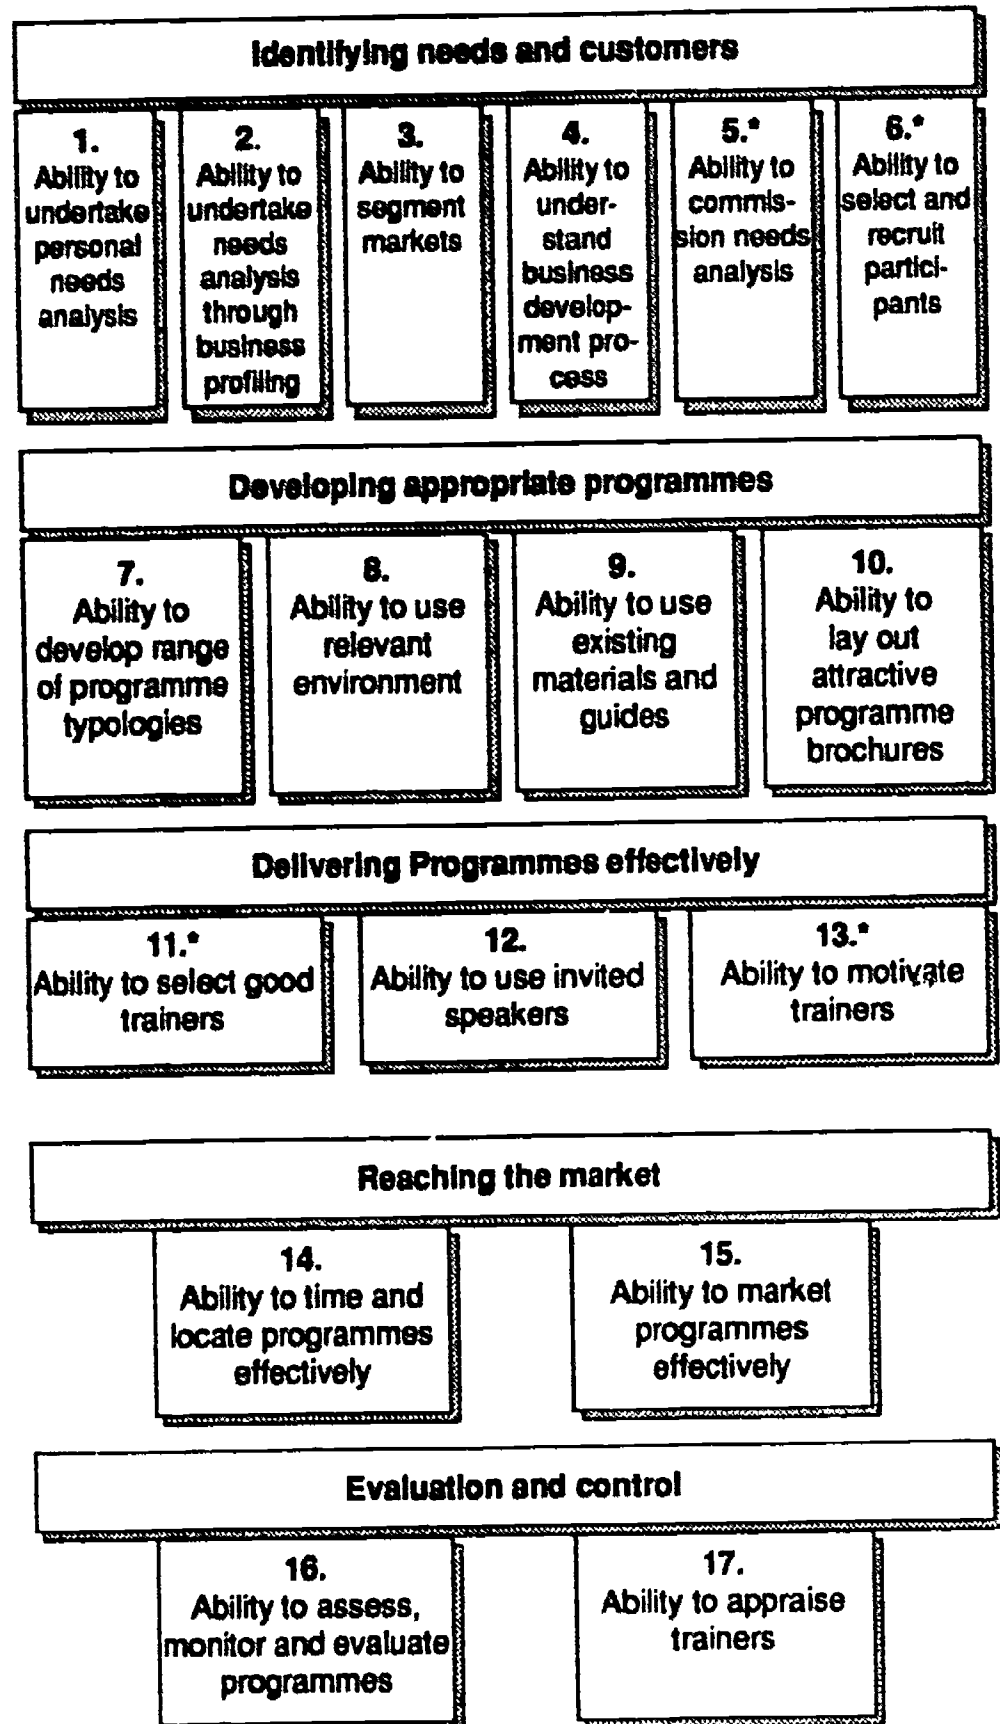 Identifying needs and customers
1.
Ability to
undertake
personal
needs
analysis
2.
Ability to
undertake
needs
analysis
through
business
profiling
3.
Ability to
segment
markets
4.
Ability to
under-
stand
business
develop-
ment pro-
cess
5.*
Ability to
commis-
sion needs
analysis
6.*
Ability to
select and
recruit
partici-
pants
Developing appropriate programmes
7.
Ability to
develop range
of programme
typologies
8.
Ability to use
relevant
environment
9.
Ability to use
existing
materials and
guides
10.
Ability to
lay out
attractive
programme
brochures
Delivering Programmes effectively
11.*
Ability to select good
trainers
12.
Ability to use invited
speakers
13.*
Ability to motivate
trainers
Reaching the market
14.
Ability to time and
locate programmes
effectively
15.
Ability to market
programmes
effectively
Evaluation and control
16.
Ability to assess,
monitor and evaluate
programmes
17.
Ability to appraise
trainers